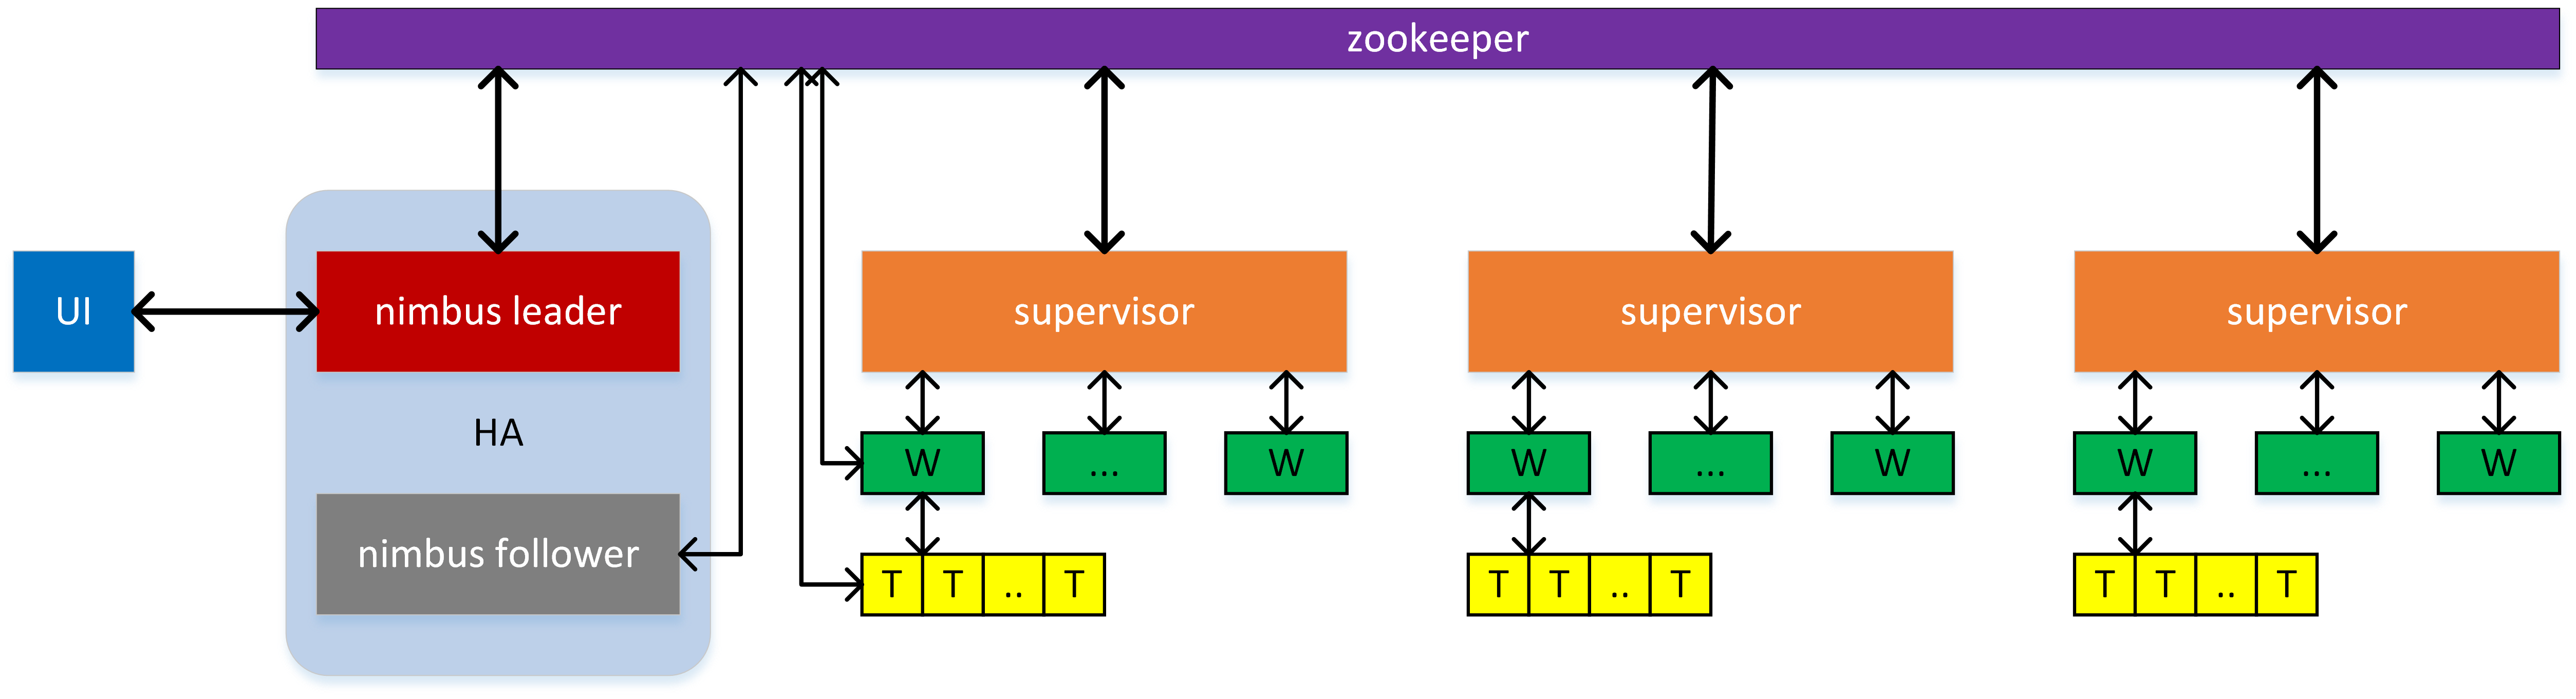 zookeeper
UI
nimbus leader
supervisor
supervisor
supervisor
HA
W
...
W
W
...
W
W
...
W
nimbus follower
T T .. T
T T .. T
T T .. T